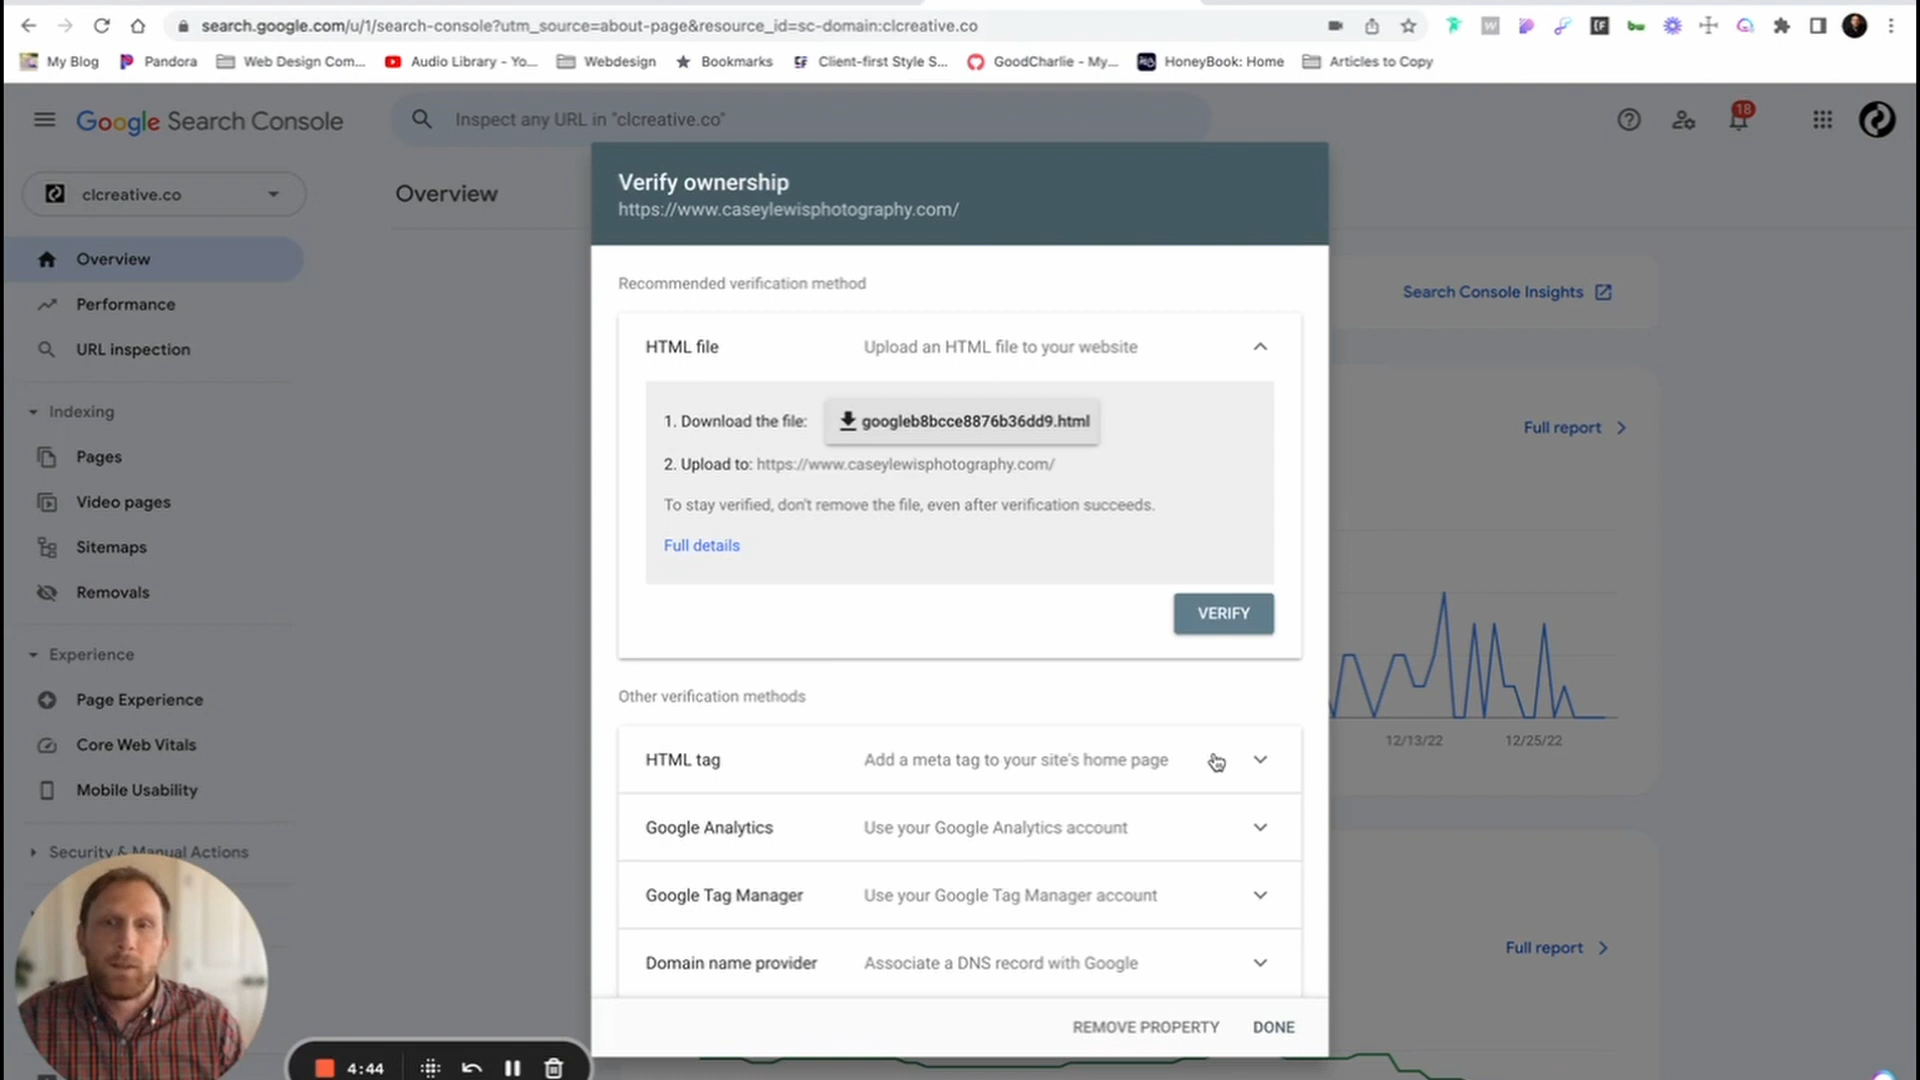 search.google.com/u/1/search-console?utm_source=about-page&resource_id=sc-domain:clcreative.co
My Blog Pandora Web Design Com... Audio Library - Yo... Webdesign Bookmarks Client-first Style S... GoodCharlie - My... HoneyBook: Home Articles to Copy
Google Search Console
Inspect any URL in "clcreative.co"
18
clcreative.co
Overview
Overview
Performance
URL inspection
Indexing
Pages
Video pages
Sitemaps
Removals
Experience
Page Experience
Core Web Vitals
Mobile Usability
Security & Manual Actions
Verify ownership
https://www.caseylewisphotography.com/
Recommended verification method
HTML file Upload an HTML file to your website
1. Download the file: googleb8bcce8876b36dd9.html
2. Upload to: https://www.caseylewisphotography.com/
To stay verified, don't remove the file, even after verification succeeds.
Full details
VERIFY
Other verification methods
HTML tag Add a meta tag to your site's home page
Google Analytics Use your Google Analytics account
Google Tag Manager Use your Google Tag Manager account
Domain name provider Associate a DNS record with Google
REMOVE PROPERTY DONE
Search Console Insights
Full report
12/13/22 12/25/22
Full report
4:44